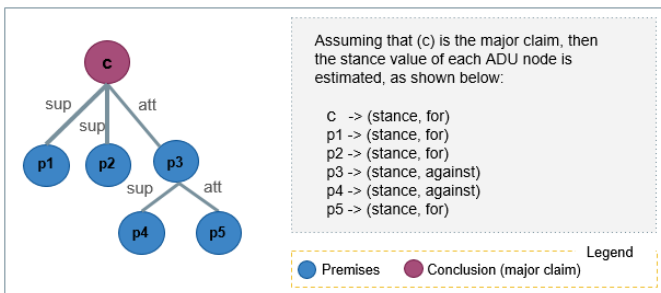 c
sup
att
sup
p1
p2
p3
sup
att
p4
p5
Assuming that (c) is the major claim, then
the stance value of each ADU node is
estimated, as shown below:
c -> (stance, for)
p1 -> (stance, for)
p2 -> (stance, for)
p3 -> (stance, against)
p4 -> (stance, against)
p5 -> (stance, for)
Legend
Premises
Conclusion (major claim)